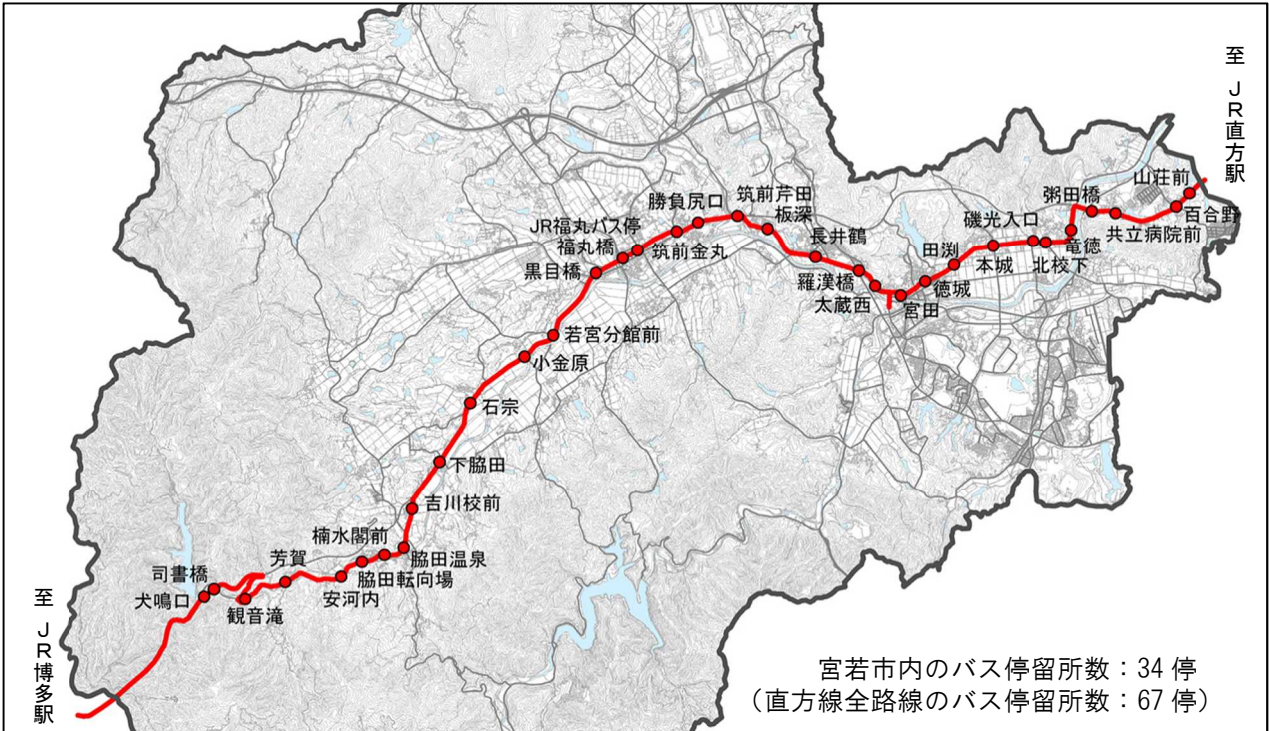 至 JR直方駅
山荘前
百合野
粥田橋
共立病院前
竜徳
磯光入口
北校下
本城
田渕
徳城
宮田
太蔵西
羅漢橋
長井鶴
板深
筑前芹田
勝負尻口
筑前金丸
JR福丸バス停
福丸橋
黒目橋
若宮分館前
小金原
石宗
下脇田
吉川校前
脇田温泉
楠水閣前
脇田転向場
安河内
芳賀
観音滝
司書橋
犬鳴口
至 JR博多駅
宮若市内のバス停留所数：34 停
（直方線全路線のバス停留所数：67 停）